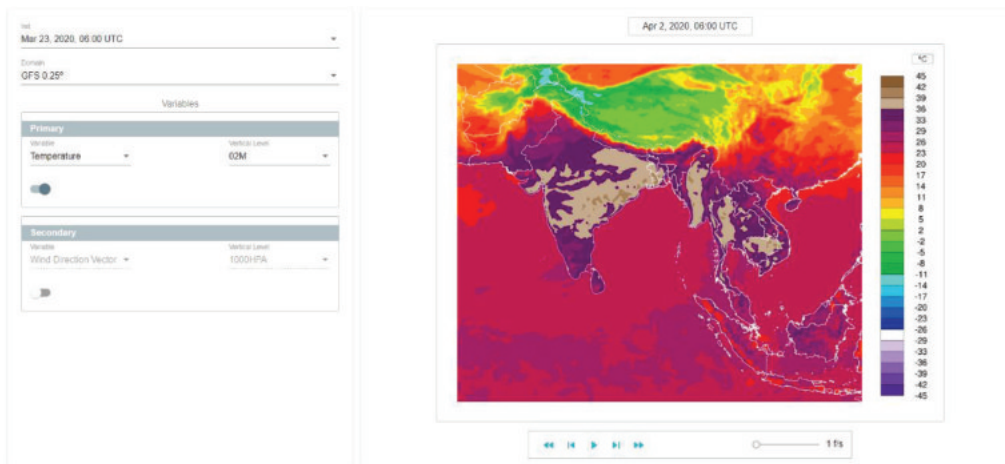 Init
Mar 23, 2020, 06:00 UTC
Domain
GFS 0.25°
Variables
Primary
Variable
Vertical Level
Temperature
02M
Secondary
Variable
Vertical Level
Wind Direction Vector
1000HPA
Apr 2, 2020, 06:00 UTC
°C
45
42
39
36
33
29
26
23
20
17
14
11
8
5
2
-2
-5
-8
-11
-14
-17
-20
-23
-26
-29
-33
-36
-39
-42
-45
1 f/s